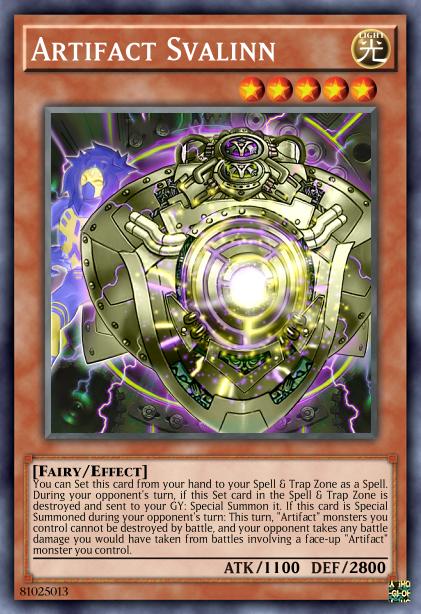 Artifact Svalinn
LIGHT
光
[Fairy/Effect]
You can Set this card from your hand to your Spell & Trap Zone as a Spell.
During your opponent's turn, if this Set card in the Spell & Trap Zone is
destroyed and sent to your GY: Special Summon it. If this card is Special
Summoned during your opponent's turn: This turn, "Artifact" monsters you
control cannot be destroyed by battle, and your opponent takes any battle
damage you would have taken from battles involving a face-up "Artifact"
monster you control.
ATK/1100 DEF/2800
81025013